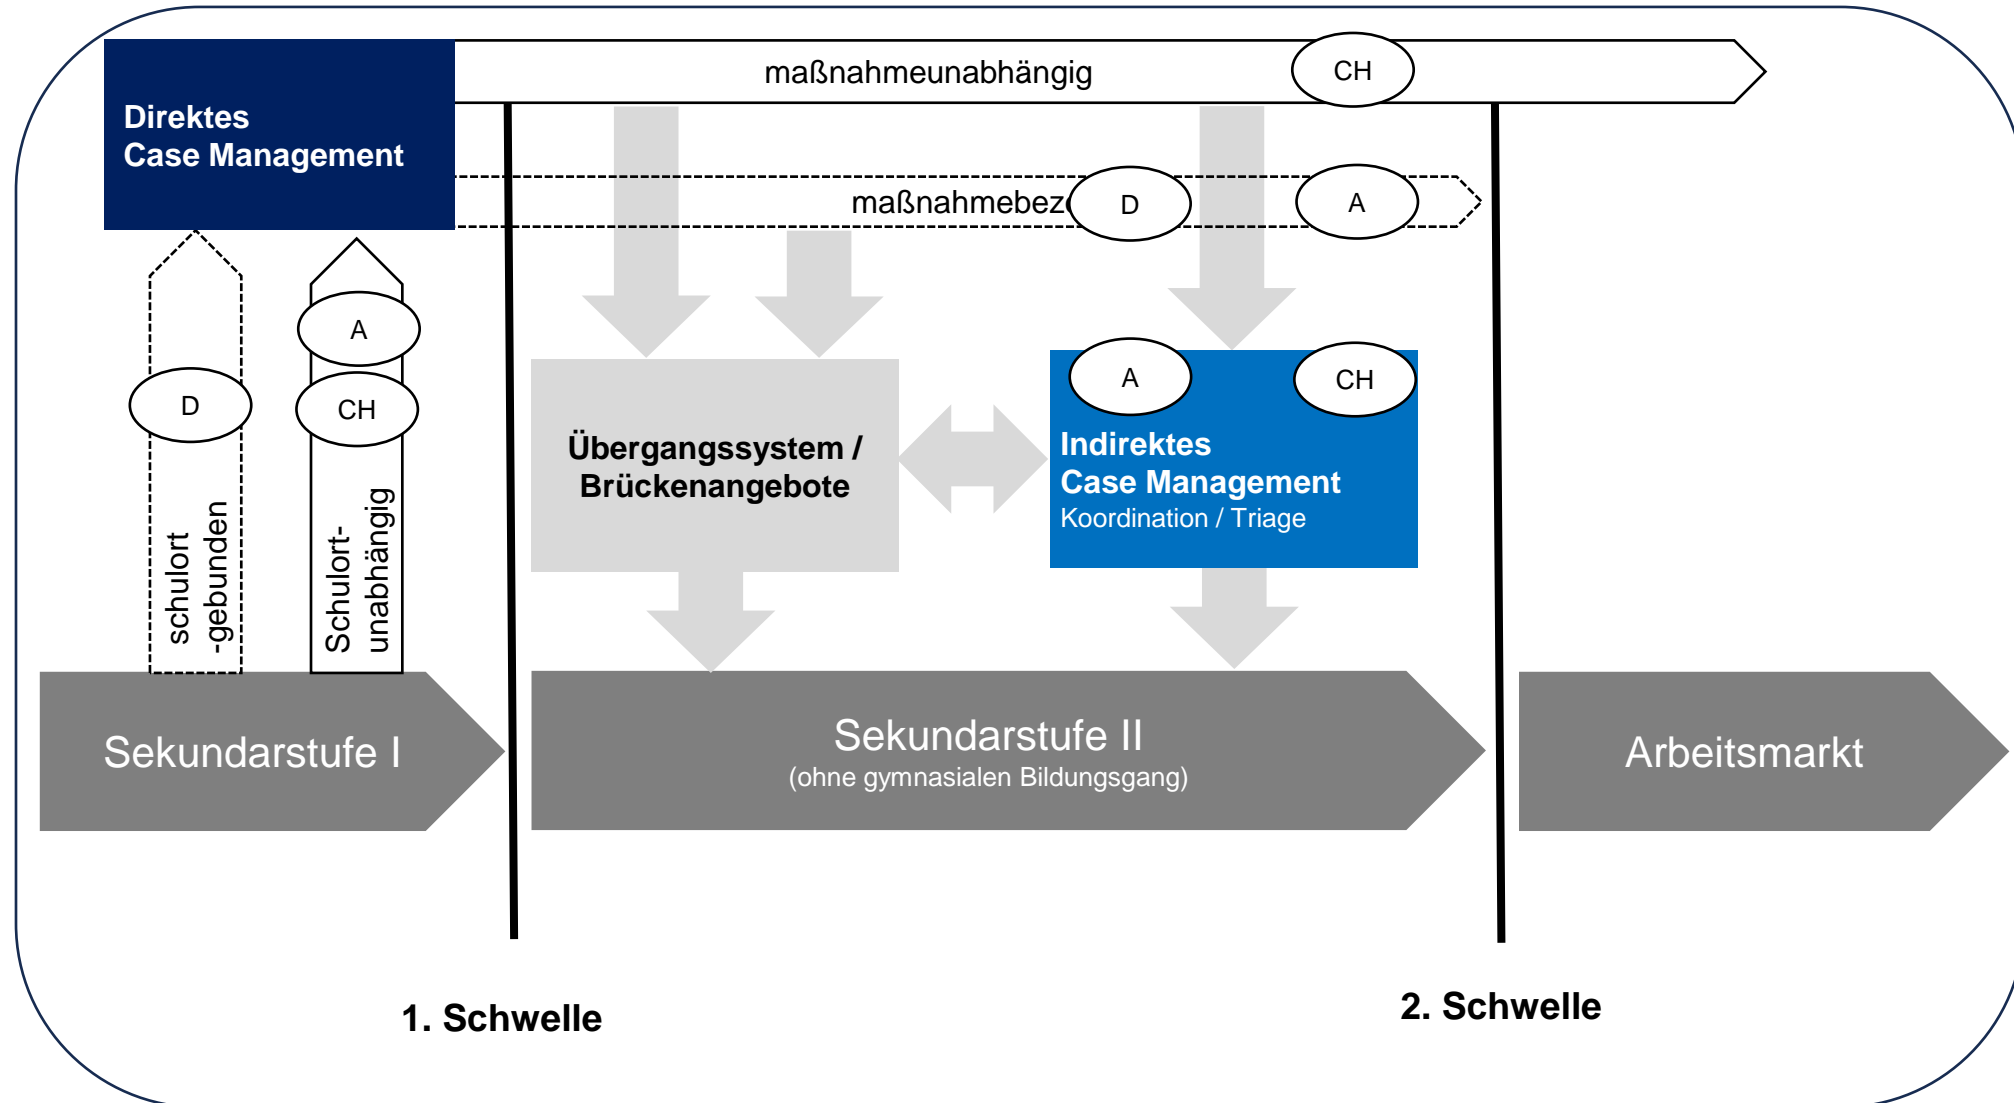 maßnahmeunabhängig
CH
Direktes
Case Management
maßnahmebez
D
A
A
D
CH
schulort
-gebunden
Schulort-
unabhängig
Übergangssystem /
Brückenangebote
A
CH
Indirektes
Case Management
Koordination / Triage
Sekundarstufe I
Sekundarstufe II
(ohne gymnasialen Bildungsgang)
Arbeitsmarkt
1. Schwelle
2. Schwelle